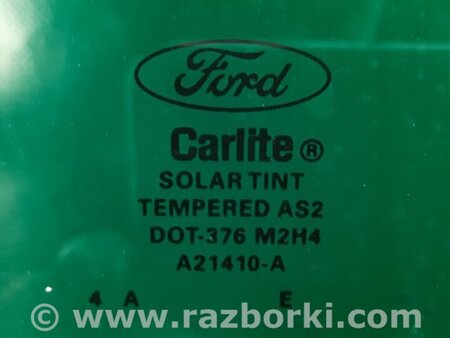 Ford
Carlite®
SOLAR TINT
TEMPERED AS2
DOT-376 M2H4
A21410-A
4 A E
© www.razborki.com